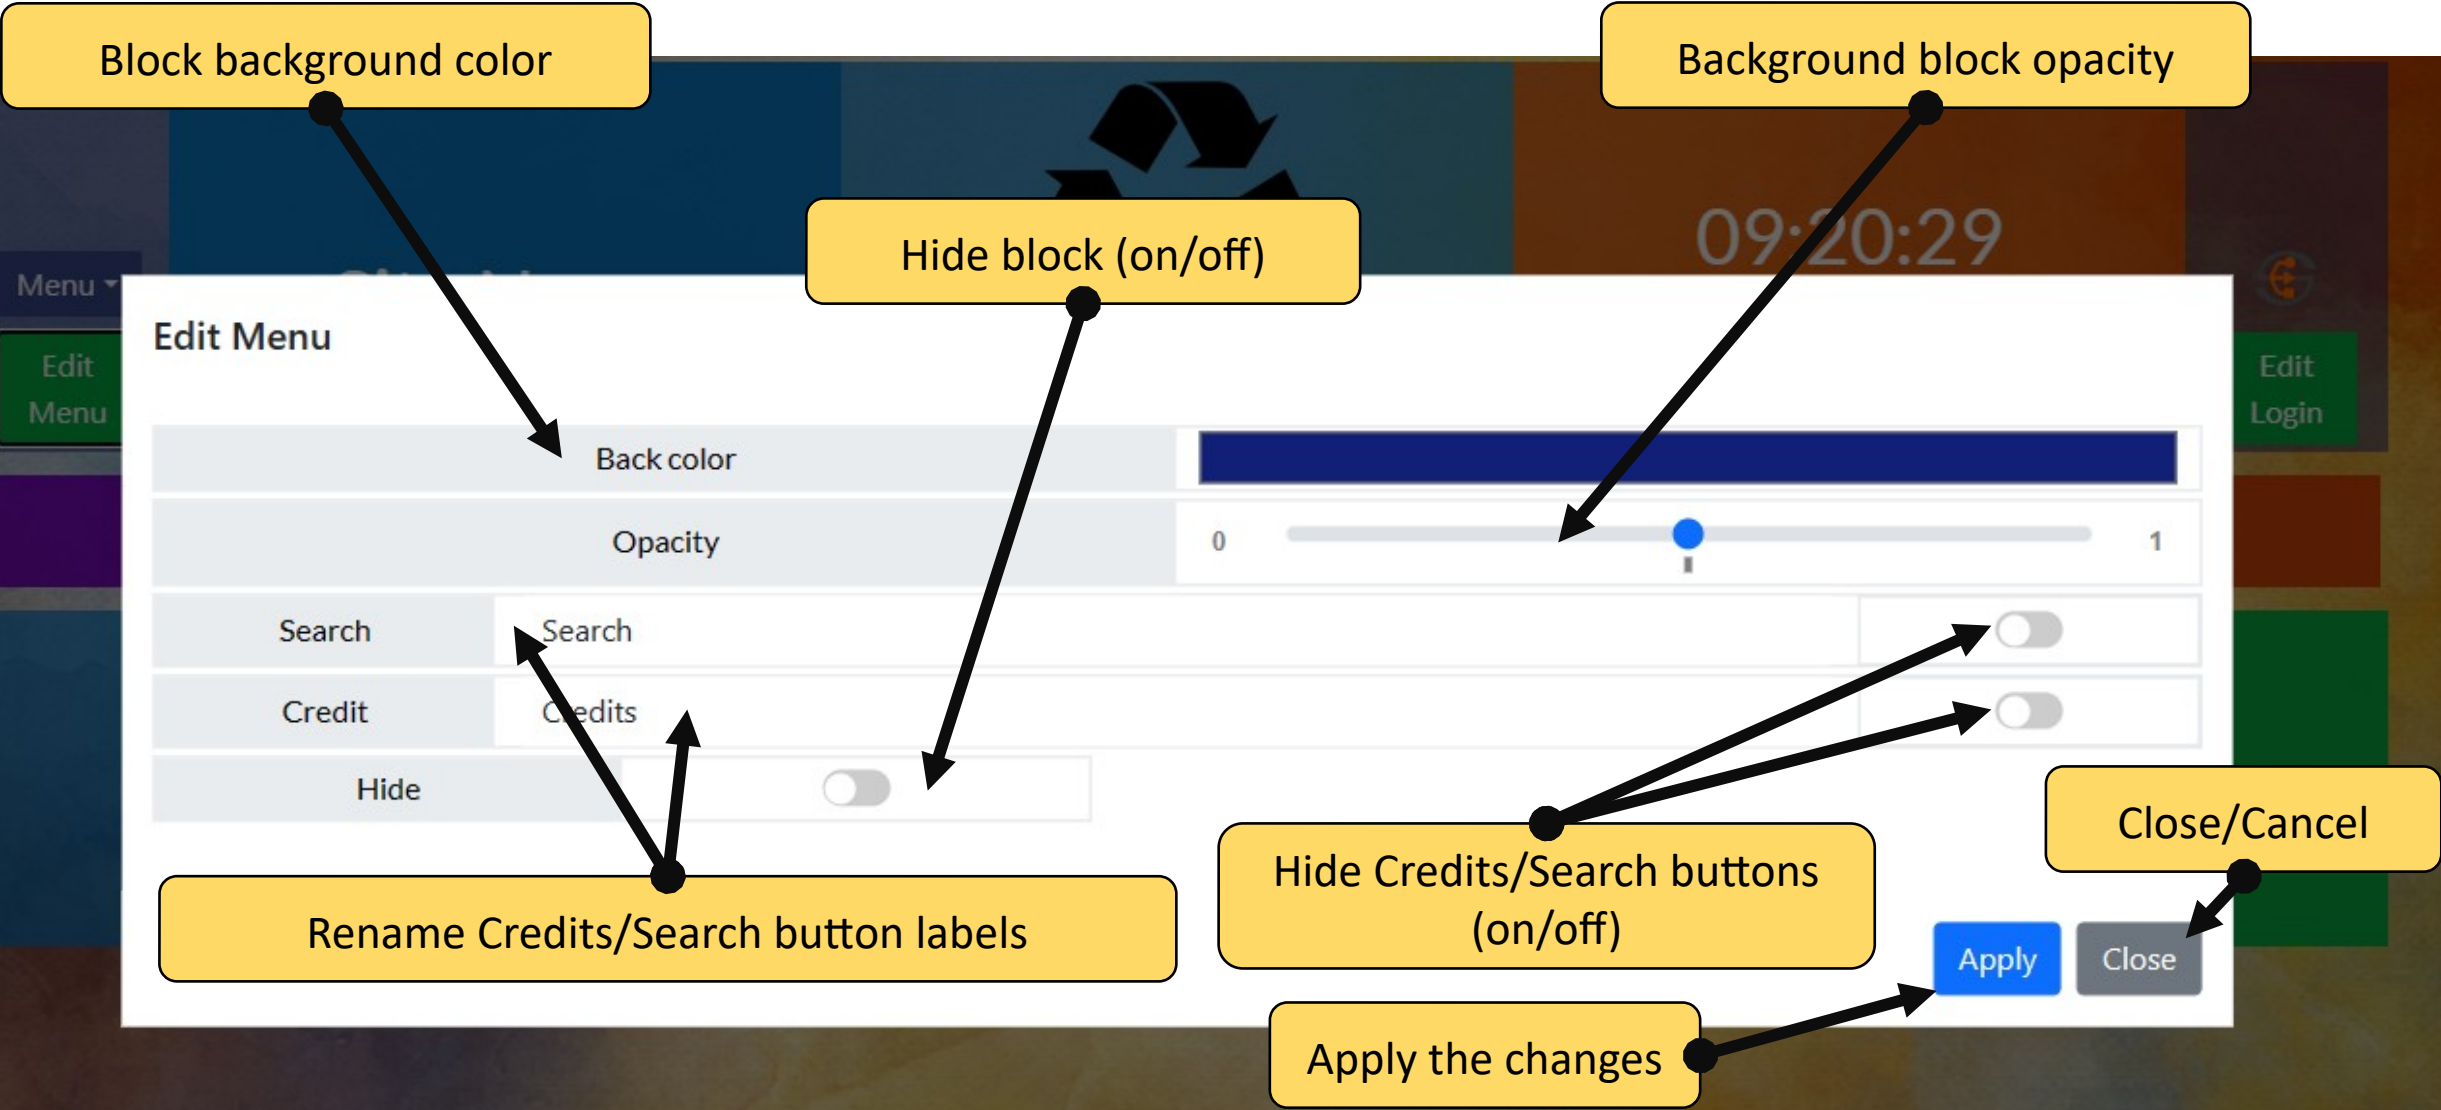 Block background color
Background block opacity
09:20:29
Hide block (on/off)
Menu
Edit Menu
Edit
Menu
Edit
Login
Back color
Opacity
0
1
Search
Search
Credit
Credits
Hide
Close/Cancel
Hide Credits/Search buttons
(on/off)
Rename Credits/Search button labels
Apply
Close
Apply the changes